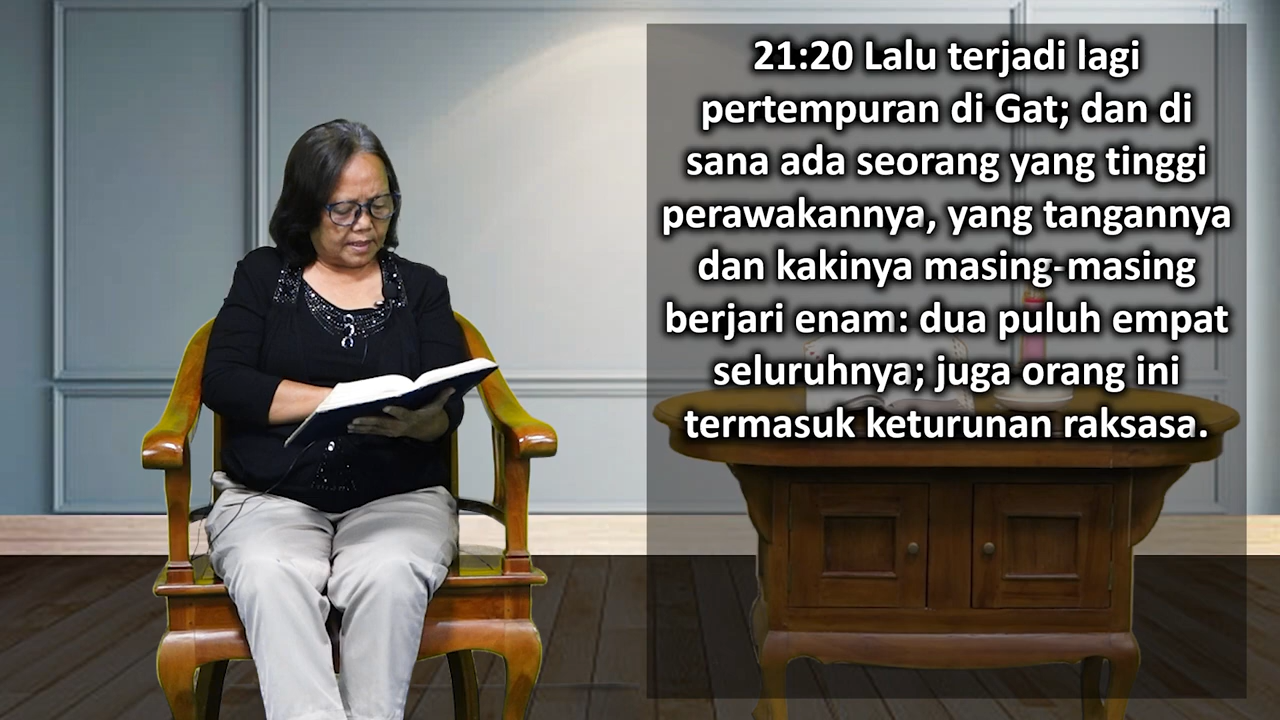 21:20 Lalu terjadi lagi
pertempuran di Gat; dan di
sana ada seorang yang tinggi
perawakannya, yang tangannya
dan kakinya masing-masing
berjari enam: dua puluh empat
seluruhnya; juga orang ini
termasuk keturunan raksasa.